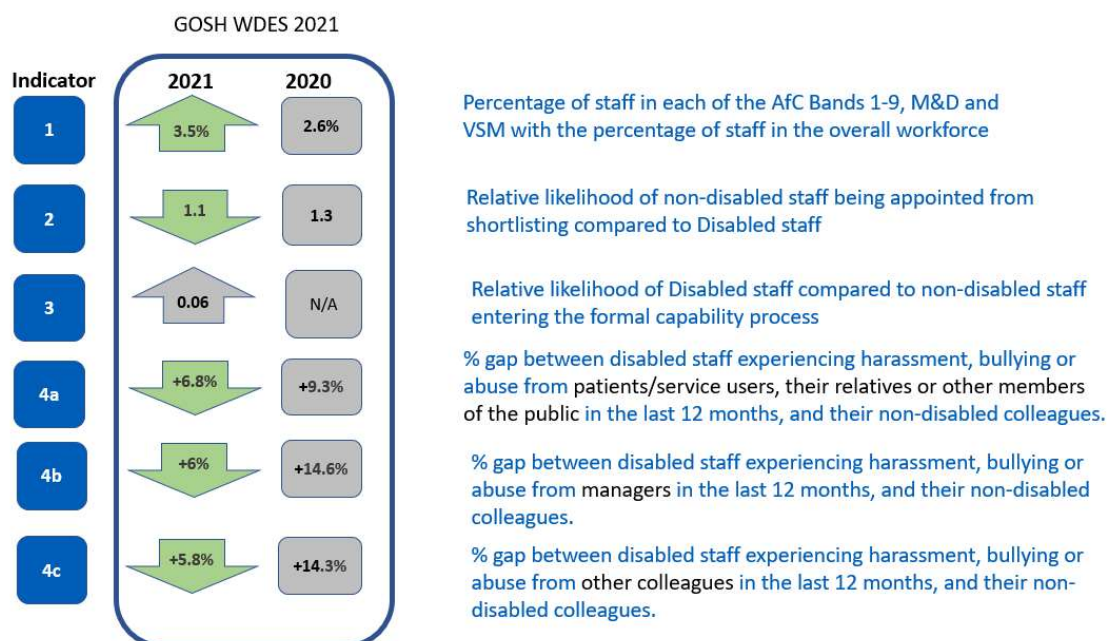 GOSH WDES 2021
Indicator 2021 2020
1 3.5% 2.6% Percentage of staff in each of the AfC Bands 1-9, M&D and
VSM with the percentage of staff in the overall workforce
2 1.1 1.3 Relative likelihood of non-disabled staff being appointed from
shortlisting compared to Disabled staff
3 0.06 N/A Relative likelihood of Disabled staff compared to non-disabled staff
entering the formal capability process
4a +6.8% +9.3% % gap between disabled staff experiencing harassment, bullying or
abuse from patients/service users, their relatives or other members
of the public in the last 12 months, and their non-disabled colleagues.
4b +6% +14.6% % gap between disabled staff experiencing harassment, bullying or
abuse from managers in the last 12 months, and their non-disabled
colleagues.
4c +5.8% +14.3% % gap between disabled staff experiencing harassment, bullying or
abuse from other colleagues in the last 12 months, and their non-
disabled colleagues.